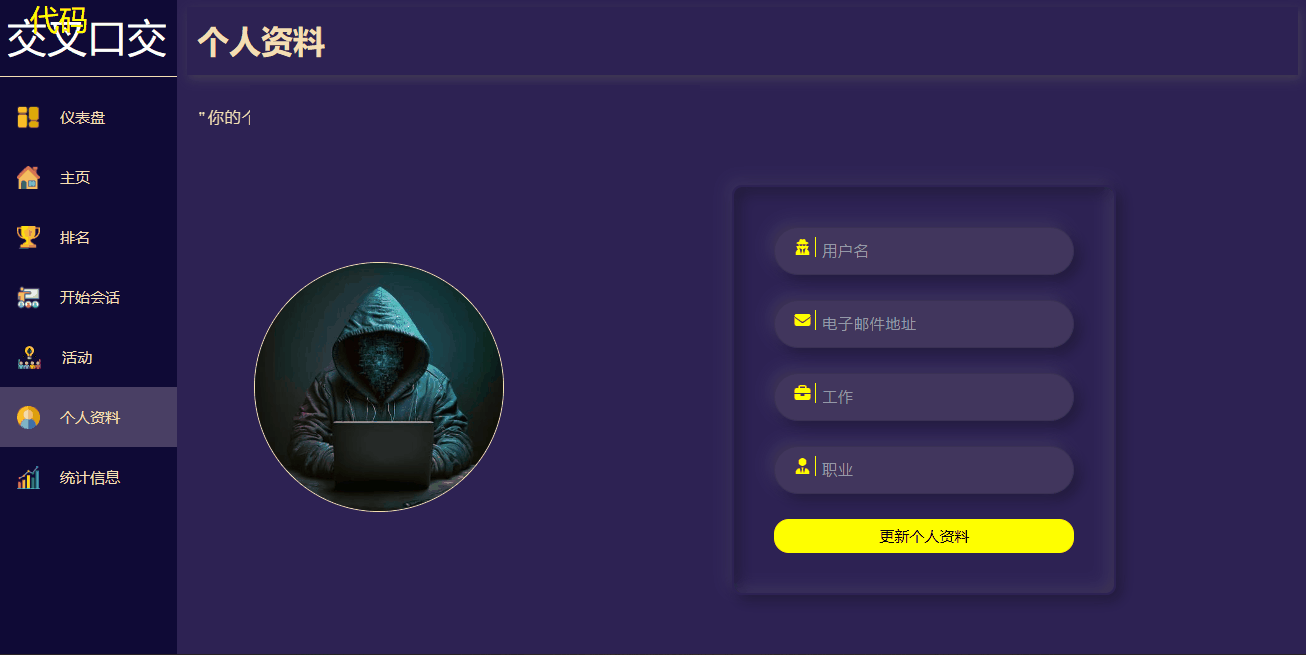 代码
交叉口交
仪表盘
主页
排名
开始会话
活动
个人资料
统计信息
个人资料
"你的
用户名
电子邮件地址
工作
职业
更新个人资料